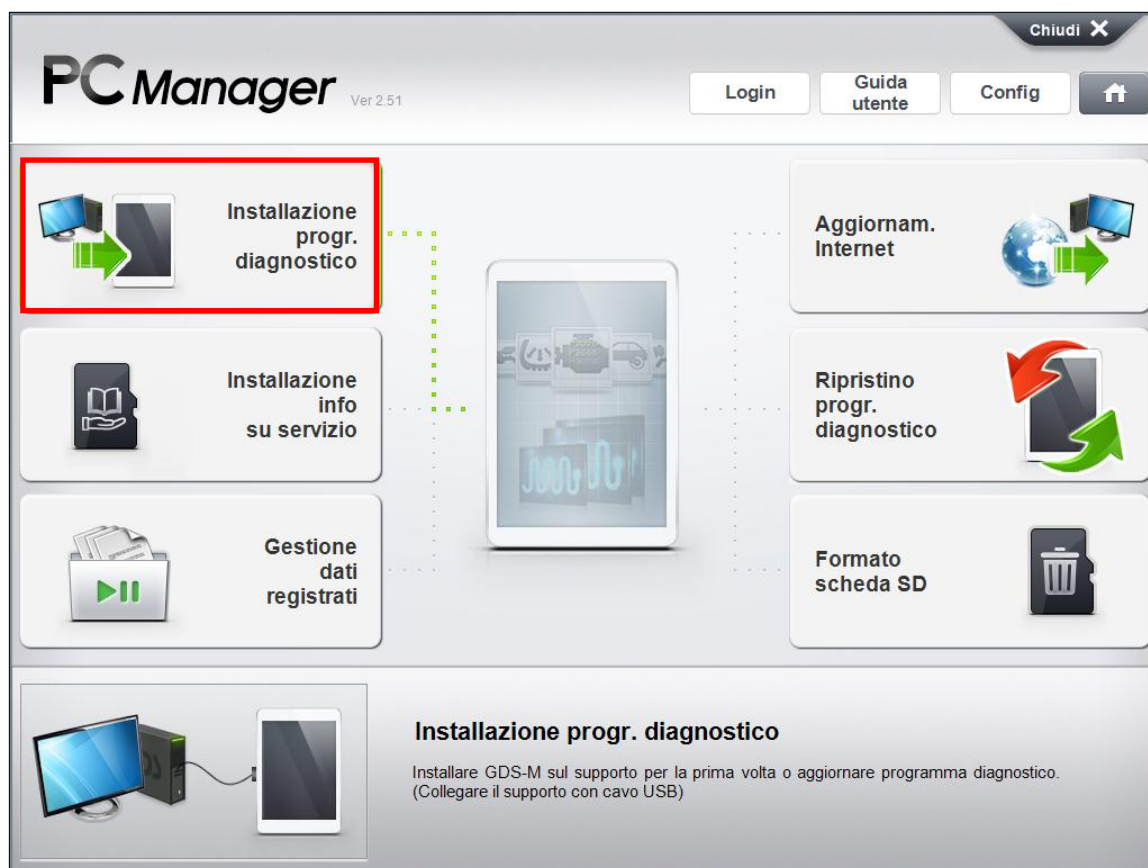 Chiudi X
PC Manager Ver 2.51
Login
Guida
utente
Config
Installazione
progr.
diagnostico
Aggiornam.
Internet
Installazione
info
su servizio
Ripristino
progr.
diagnostico
Gestione
dati
registrati
Formato
scheda SD
Installazione progr. diagnostico
Installare GDS-M sul supporto per la prima volta o aggiornare programma diagnostico.
(Collegare il supporto con cavo USB)